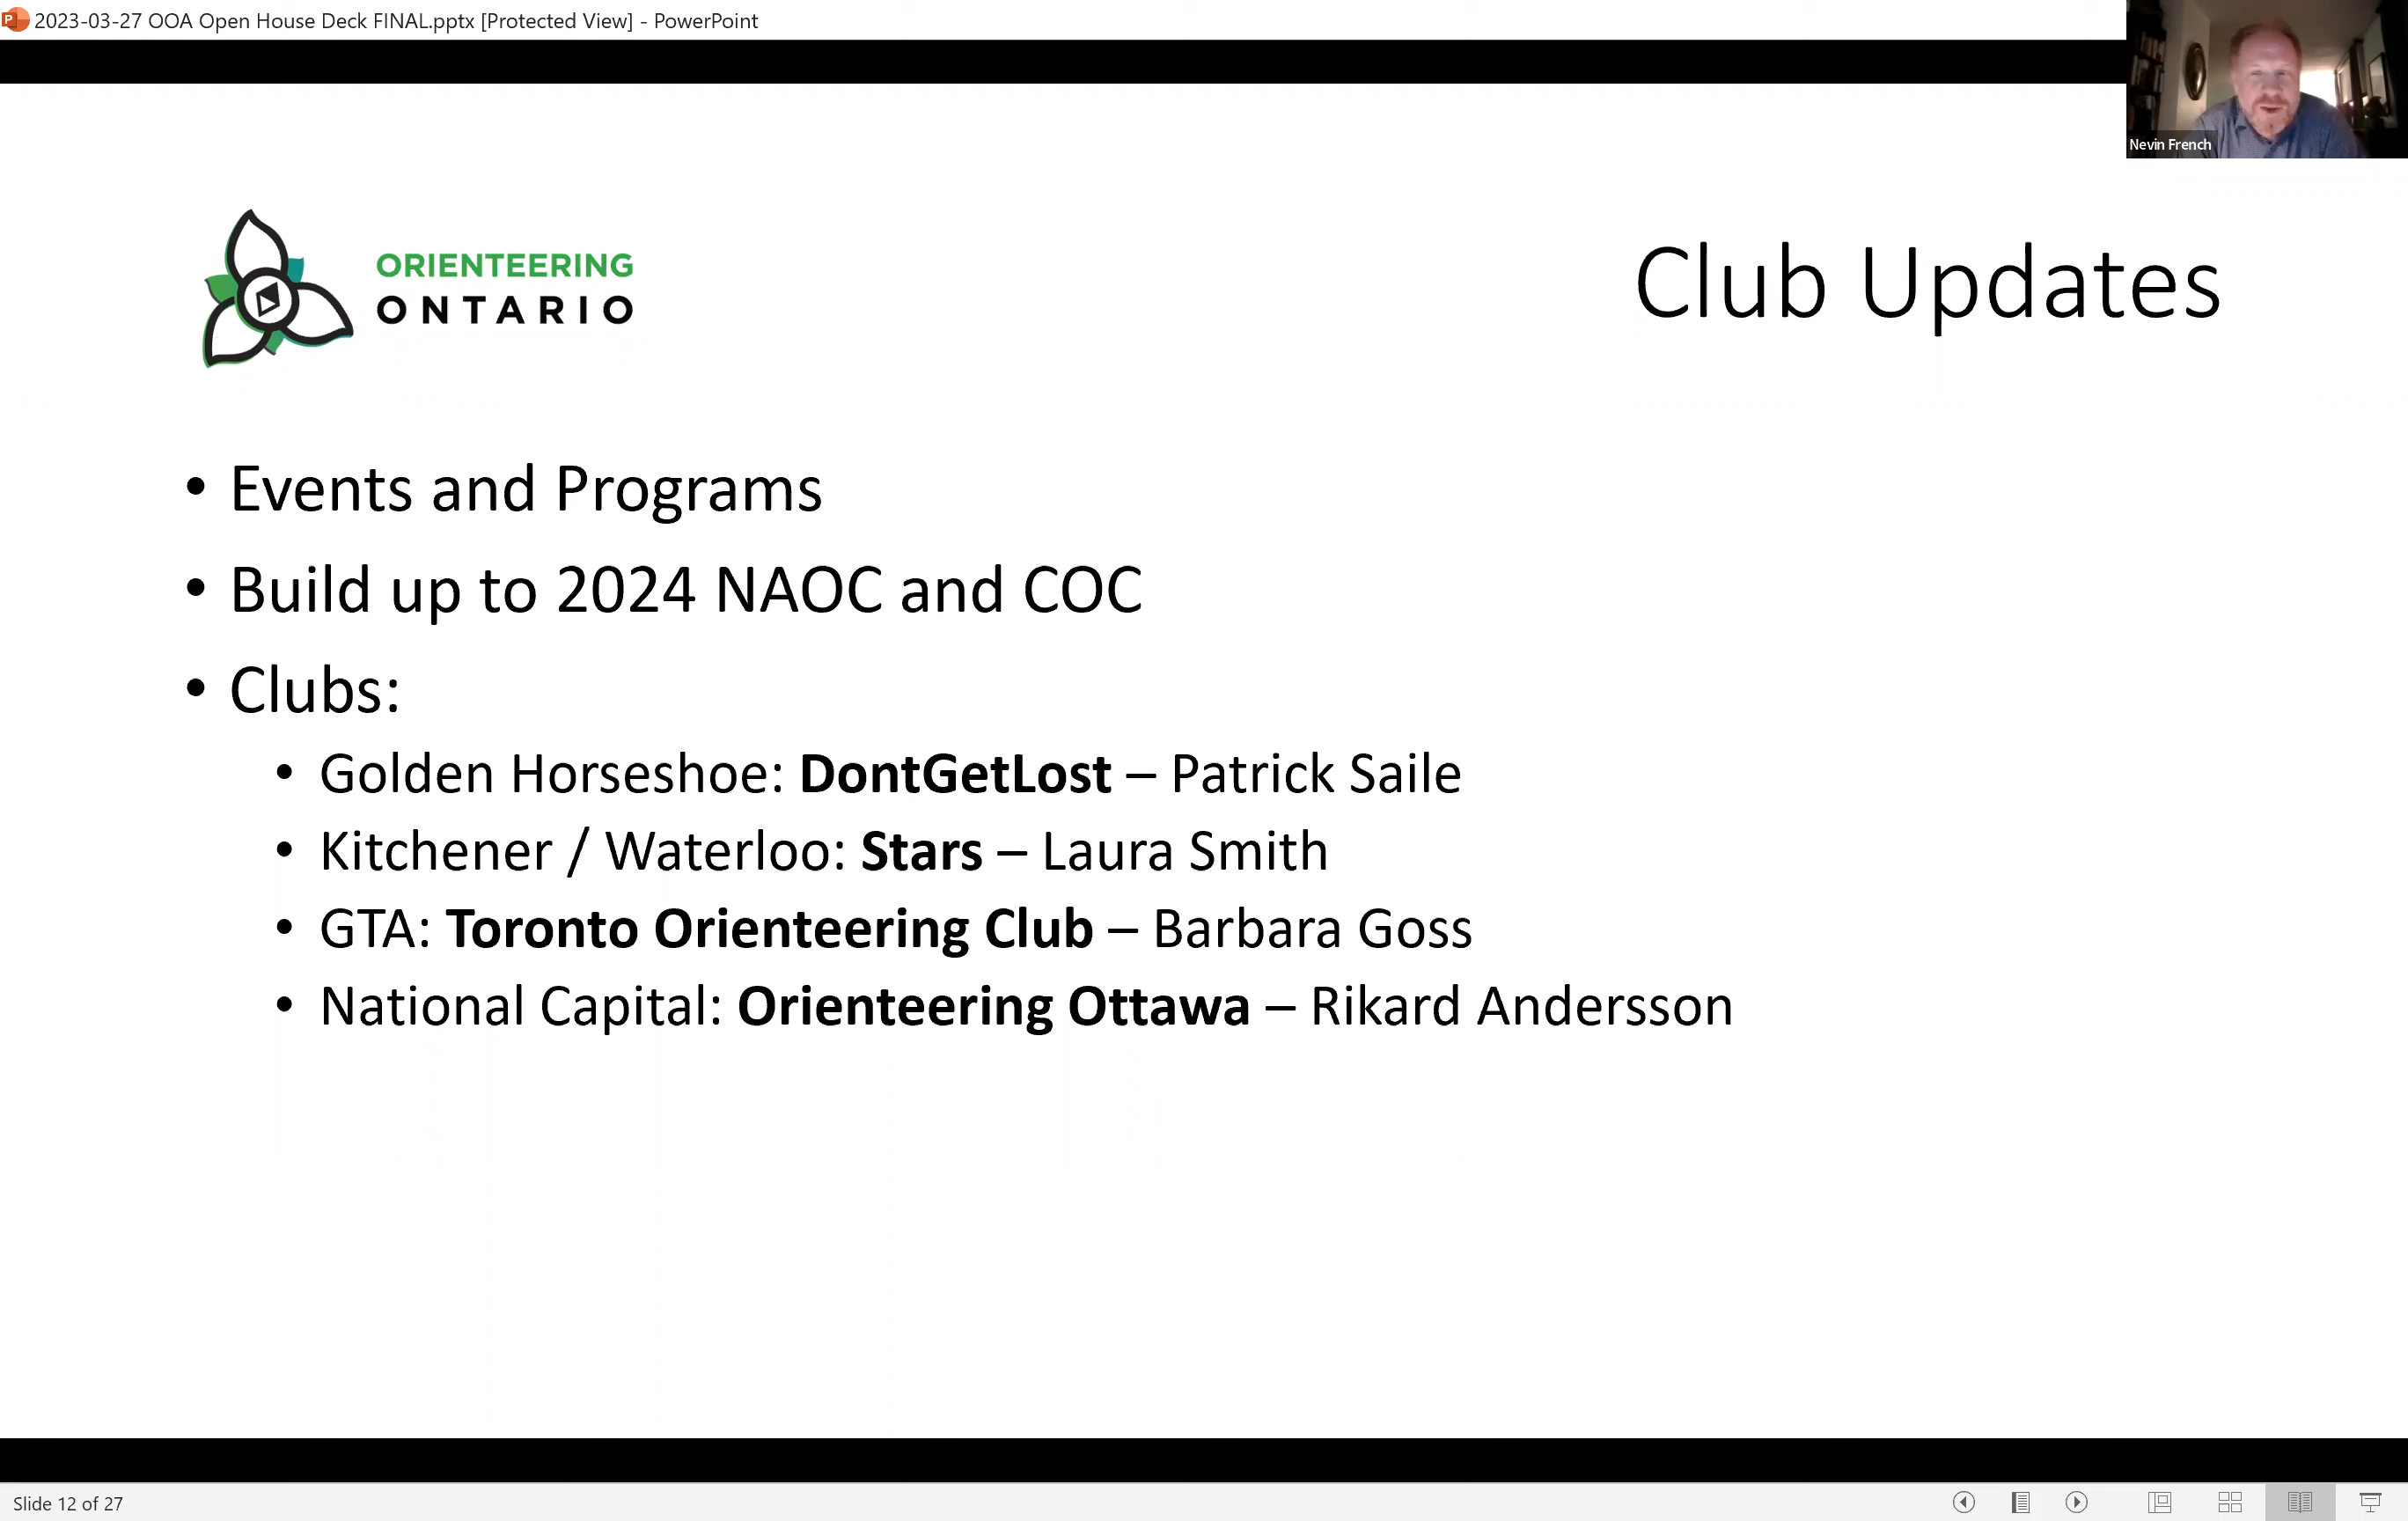 2023-03-27 OOA Open House Deck FINAL.pptx [Protected View] - PowerPoint
Nevin French
ORIENTEERING
ONTARIO
Club Updates
• Events and Programs
• Build up to 2024 NAOC and COC
• Clubs:
• Golden Horseshoe: DontGetLost – Patrick Saile
• Kitchener / Waterloo: Stars – Laura Smith
• GTA: Toronto Orienteering Club – Barbara Goss
• National Capital: Orienteering Ottawa – Rikard Andersson
Slide 12 of 27